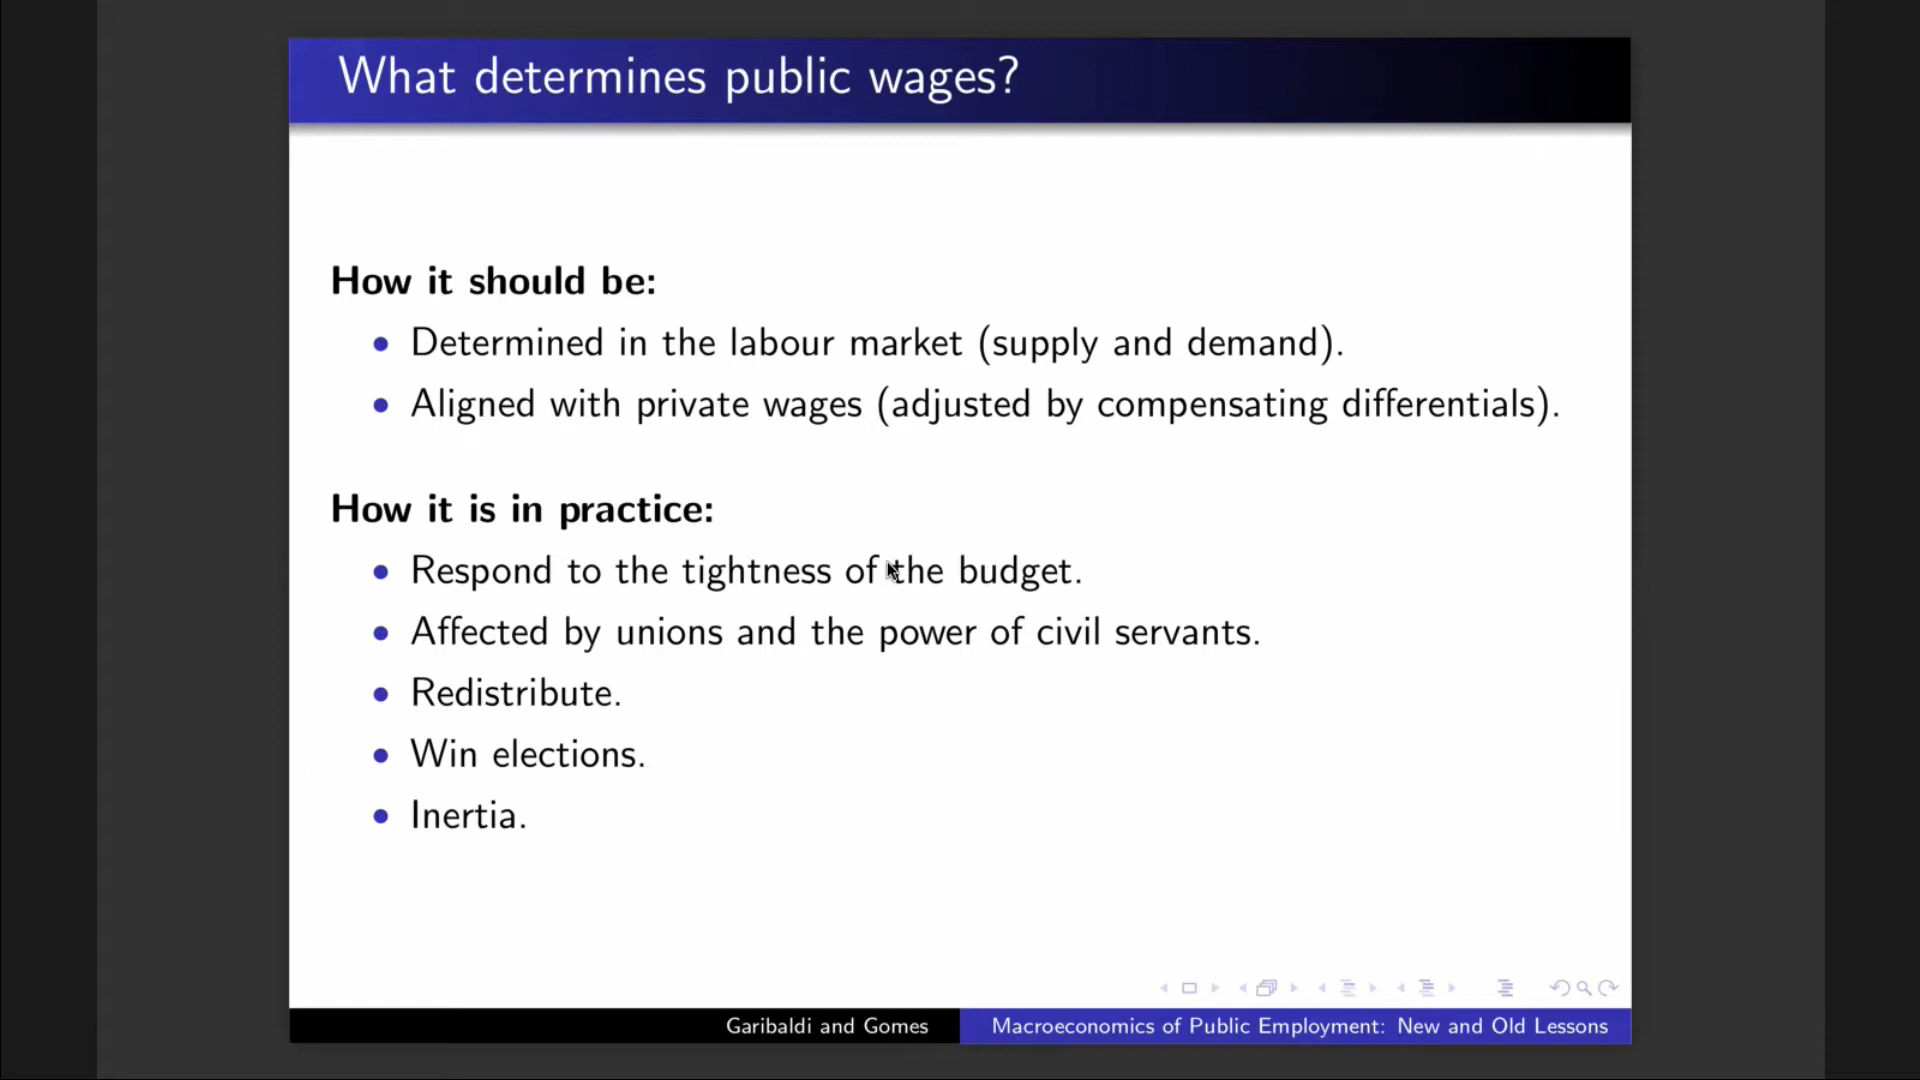 What determines public wages?
How it should be:
Determined in the labour market (supply and demand).
Aligned with private wages (adjusted by compensating differentials).
How it is in practice:
Respond to the tightness of the budget.
Affected by unions and the power of civil servants.
Redistribute.
Win elections.
Inertia.
Garibaldi and Gomes
Macroeconomics of Public Employment: New and Old Lessons